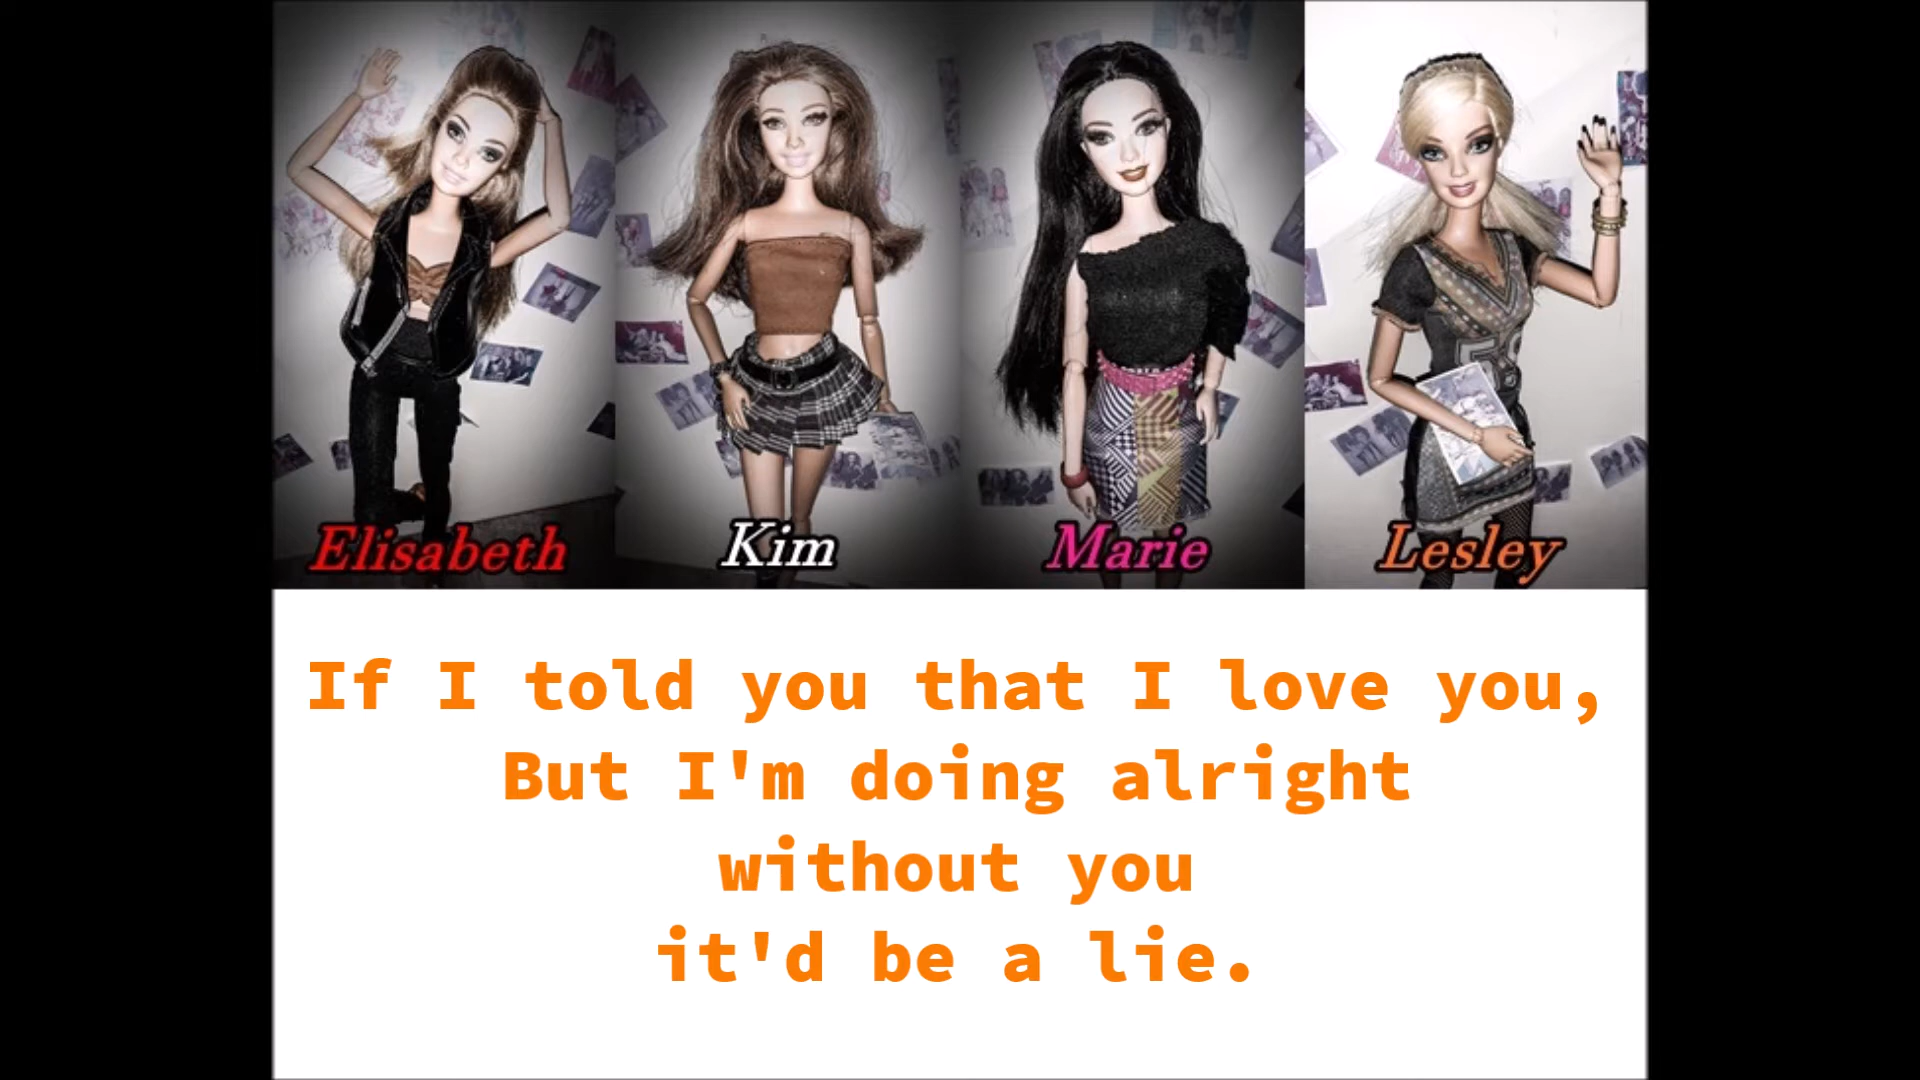 Elisabeth Kim Marie Lesley
If I told you that I love you,
But I'm doing alright
without you
it'd be a lie.